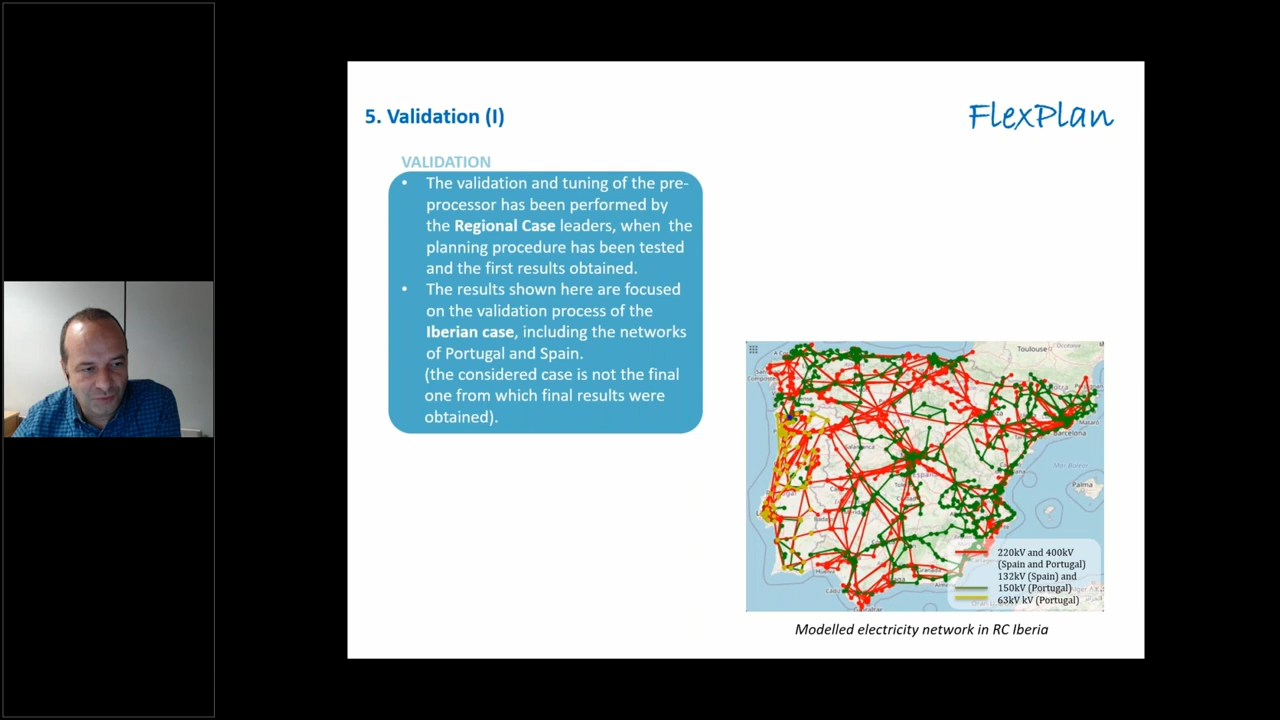 5. Validation (I)
FlexPlan
VALIDATION
• The validation and tuning of the pre-
processor has been performed by
the Regional Case leaders, when the
planning procedure has been tested
and the first results obtained.
• The results shown here are focused
on the validation process of the
Iberian case, including the networks
of Portugal and Spain.
(the considered case is not the final
one from which final results were
obtained).
Toulouse
Barcelona
Palma
220kV and 400kV
(Spain and Portugal)
132kV (Spain) and
150kV (Portugal)
63kV kV (Portugal)
Modelled electricity network in RC Iberia